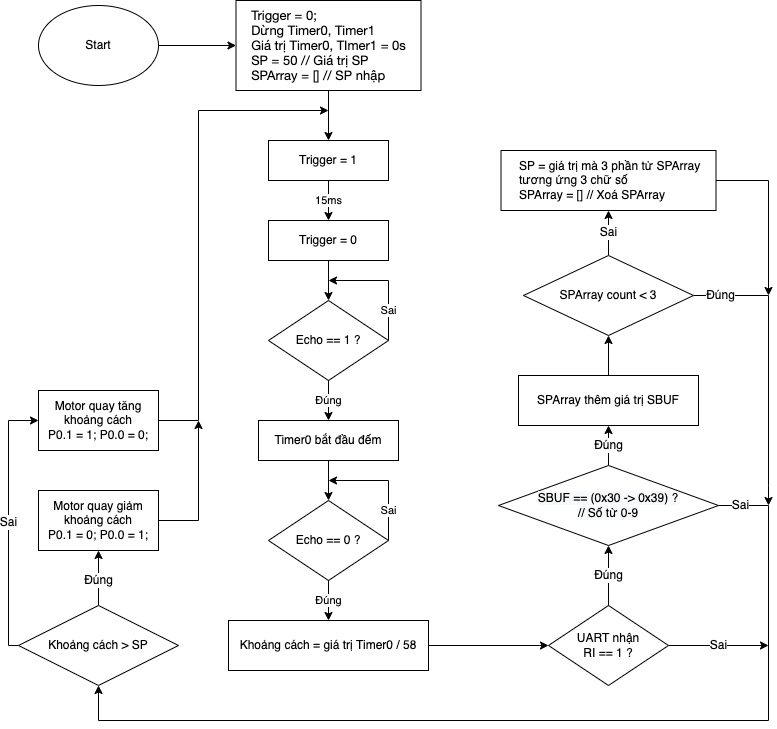 Start
Trigger = 0;
Dừng Timer0, Timer1
Giá trị Timer0, TImer1 = 0s
SP = 50 // Giá trị SP
SPArray = [] // SP nhập
Trigger = 1
15ms
Trigger = 0
Sai
Echo == 1 ?
Đúng
Timer0 bắt đầu đếm
Sai
Echo == 0 ?
Đúng
Khoảng cách = giá trị Timer0 / 58
UART nhận
RI == 1 ?
Sai
Đúng
SBUF == (0x30 -> 0x39) ?
// Số từ 0-9
Sai
Đúng
SPArray thêm giá trị SBUF
SPArray count < 3
Đúng
Sai
SP = giá trị mà 3 phần tử SPArray
tương ứng 3 chữ số
SPArray = [] // Xoá SPArray
Khoảng cách > SP
Đúng
Motor quay giảm
khoảng cách
P0.1 = 0; P0.0 = 1;
Sai
Motor quay tăng
khoảng cách
P0.1 = 1; P0.0 = 0;